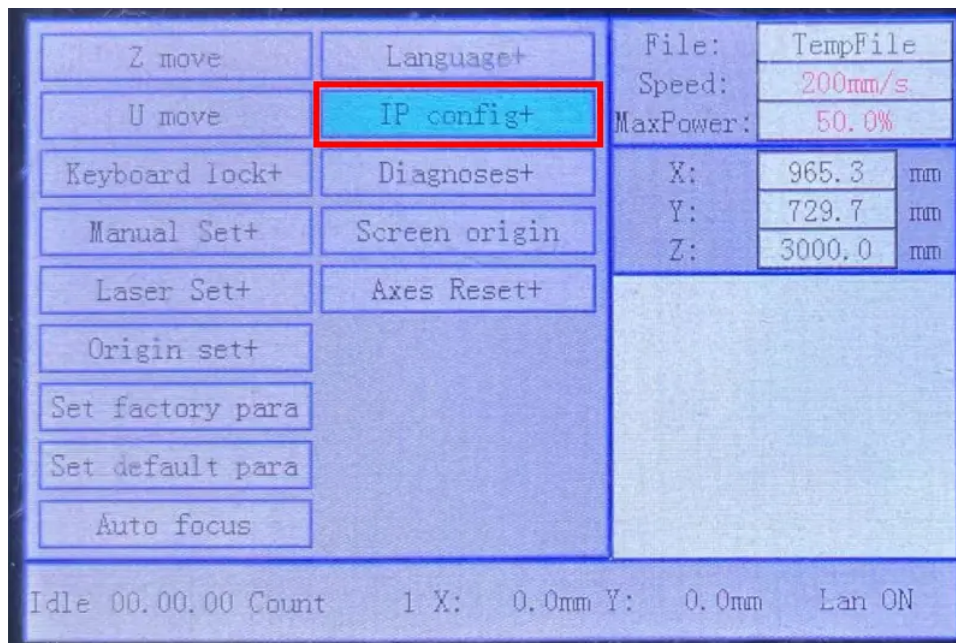 Z move
U move
Keyboard lock+
Manual Set+
Laser Set+
Origin set+
Set factory para
Set default para
Auto focus
Language+
IP config+
Diagnoses+
Screen origin
Axes Reset+
File: TempFile
Speed: 200mm/s
MaxPower: 50.0%
X: 965.3 mm
Y: 729.7 mm
Z: 3000.0 mm
Idle 00.00.00 Count 1 X: 0.0mm Y: 0.0mm Lan ON